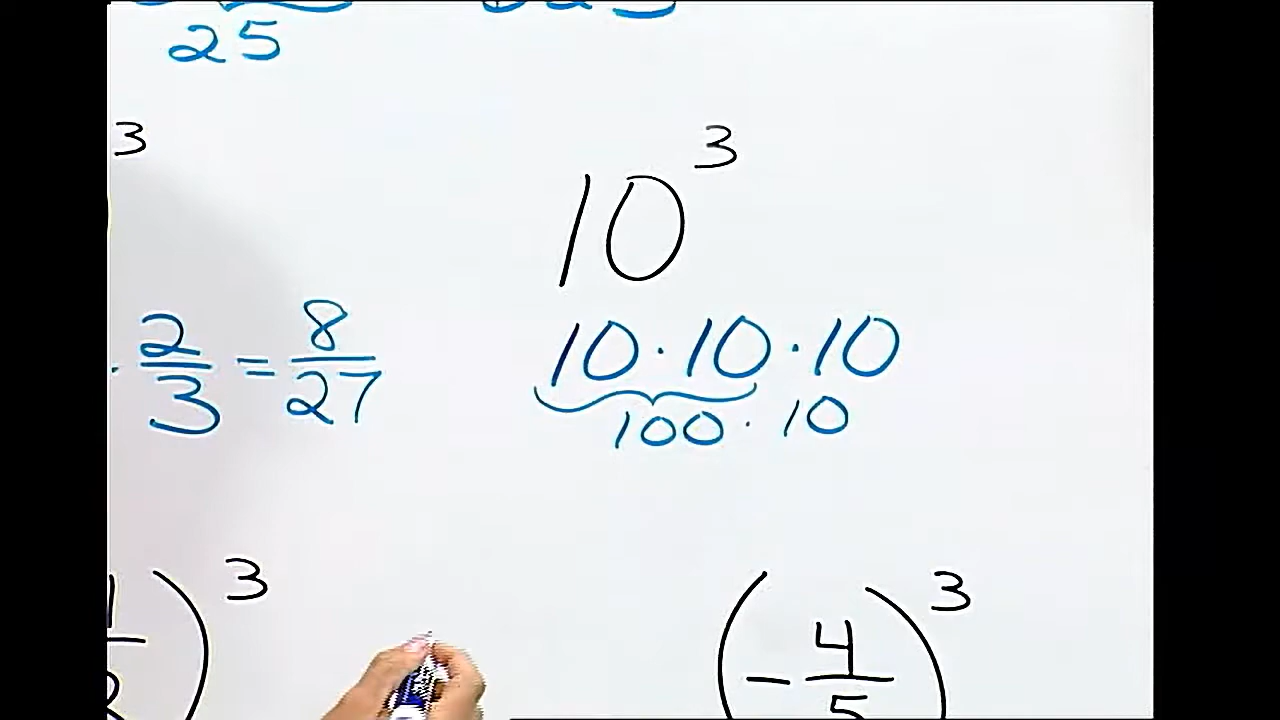 25
3
10³
· 2/3 = 8/27
10 · 10 · 10
100 · 10
)³
(- 4/5)³